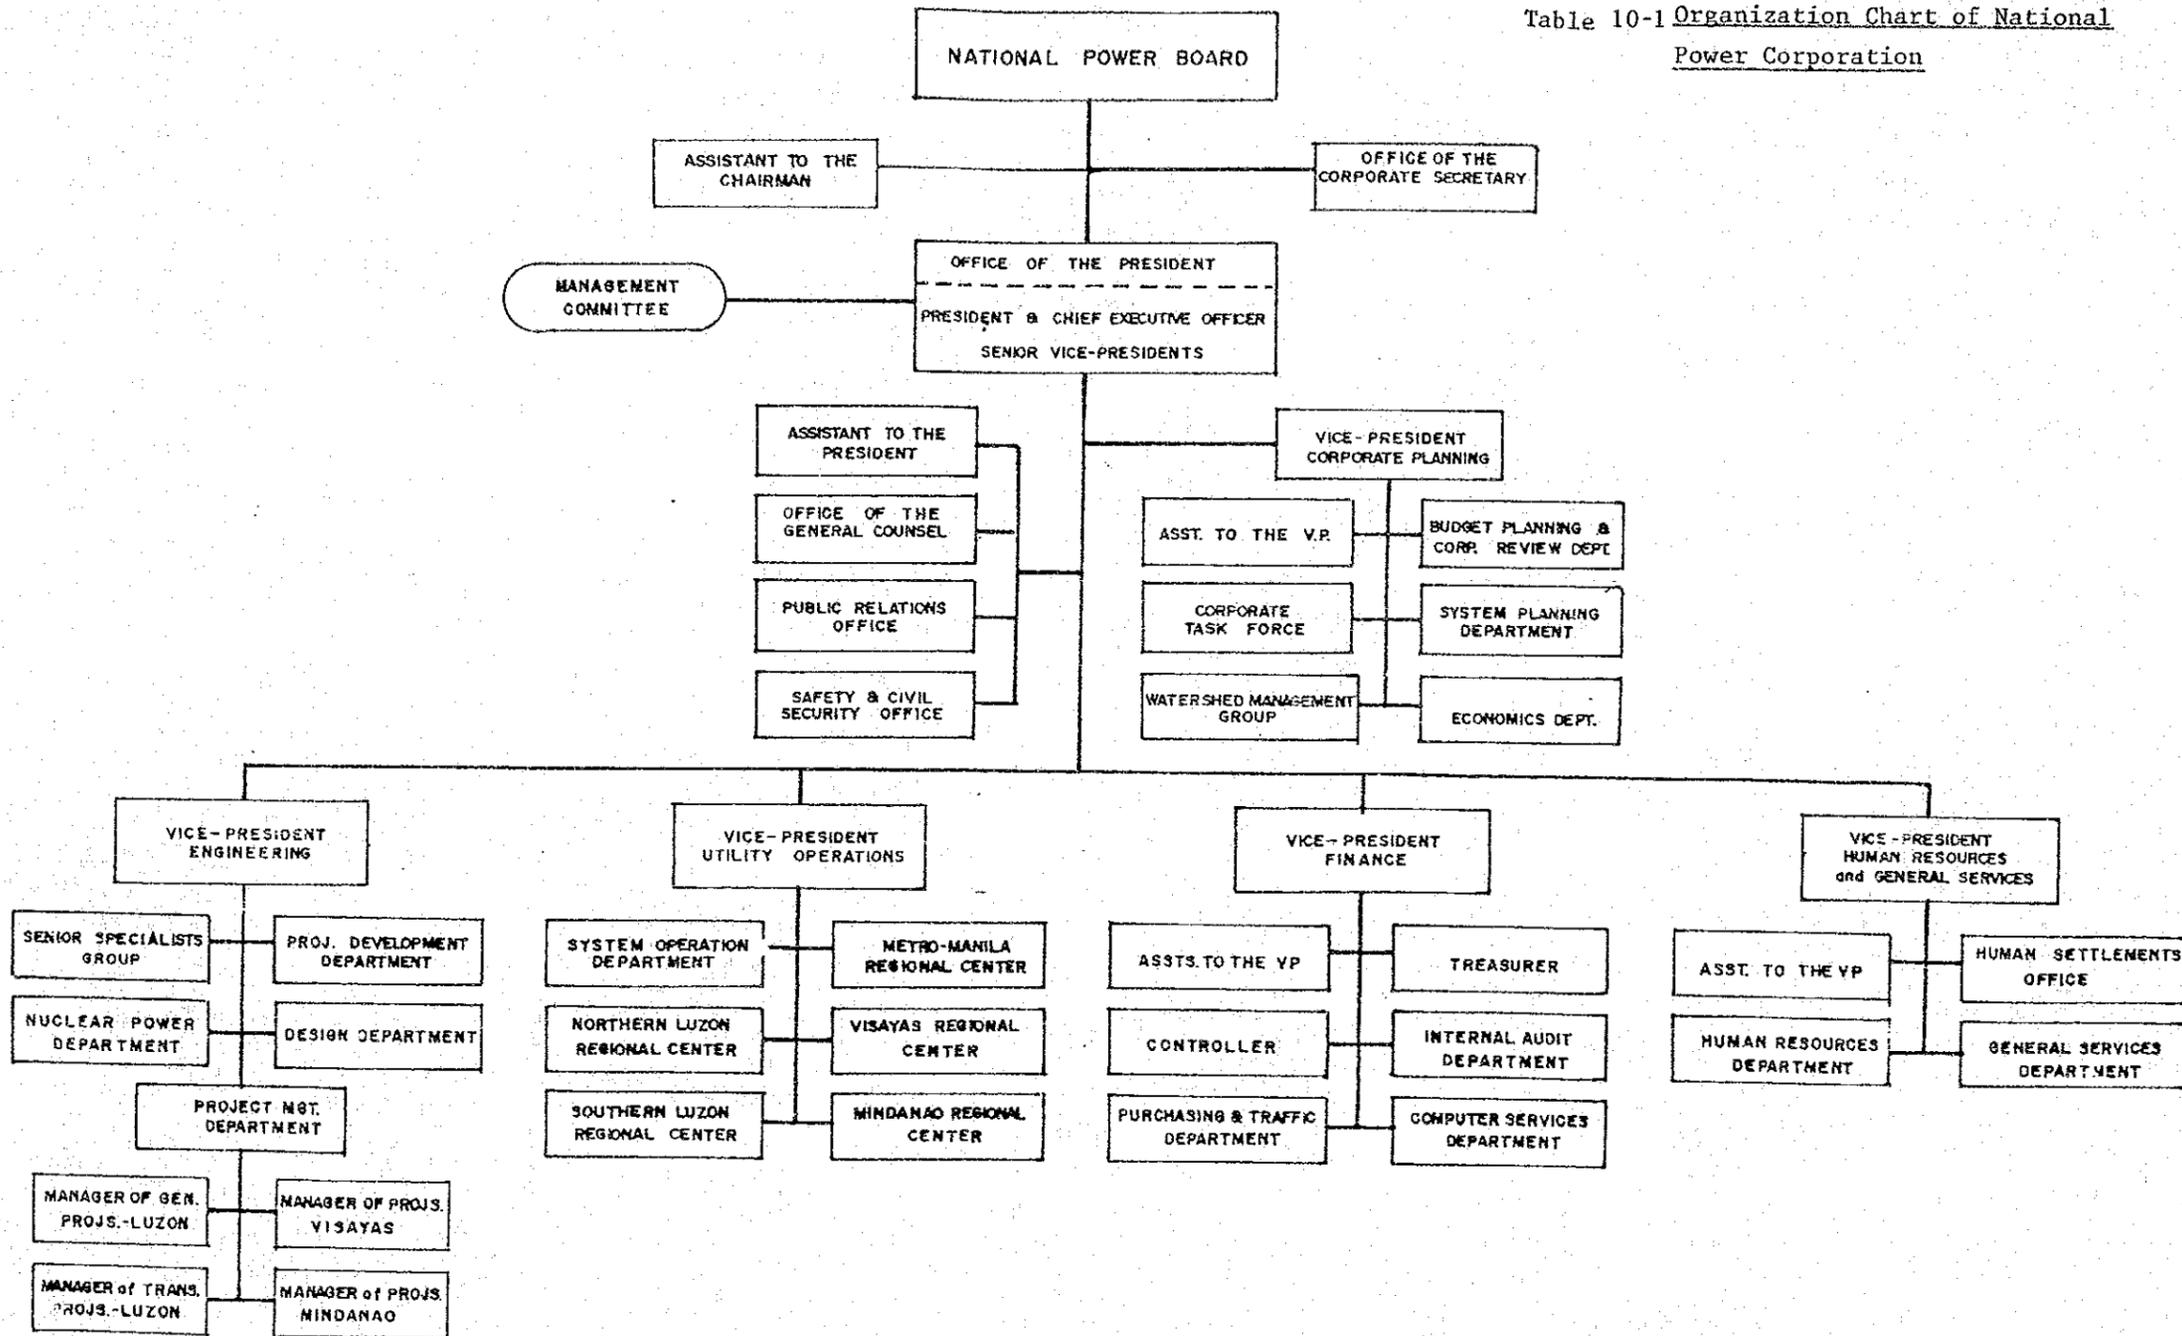 Table 10-1 Organization Chart of National
Power Corporation
NATIONAL POWER BOARD
ASSISTANT TO THE
CHAIRMAN
OFFICE OF THE
CORPORATE SECRETARY
OFFICE OF THE PRESIDENT
PRESIDENT & CHIEF EXECUTIVE OFFICER
SENIOR VICE-PRESIDENTS
MANAGEMENT
COMMITTEE
ASSISTANT TO THE
PRESIDENT
OFFICE OF THE
GENERAL COUNSEL
PUBLIC RELATIONS
OFFICE
SAFETY & CIVIL
SECURITY OFFICE
VICE-PRESIDENT
CORPORATE PLANNING
ASST. TO THE V.P.
BUDGET PLANNING &
CORP. REVIEW DEPT.
CORPORATE
TASK FORCE
SYSTEM PLANNING
DEPARTMENT
WATERSHED MANAGEMENT
GROUP
ECONOMICS DEPT.
VICE-PRESIDENT
ENGINEERING
SENIOR SPECIALISTS
GROUP
PROJ. DEVELOPMENT
DEPARTMENT
NUCLEAR POWER
DEPARTMENT
DESIGN DEPARTMENT
PROJECT MGT.
DEPARTMENT
MANAGER OF GEN.
PROJS.-LUZON
MANAGER OF PROJS.
VISAYAS
MANAGER of TRANS.
PROJS.-LUZON
MANAGER of PROJS.
MINDANAO
VICE-PRESIDENT
UTILITY OPERATIONS
SYSTEM OPERATION
DEPARTMENT
METRO-MANILA
REGIONAL CENTER
NORTHERN LUZON
REGIONAL CENTER
VISAYAS REGIONAL
CENTER
SOUTHERN LUZON
REGIONAL CENTER
MINDANAO REGIONAL
CENTER
VICE-PRESIDENT
FINANCE
ASSTS. TO THE VP
TREASURER
CONTROLLER
INTERNAL AUDIT
DEPARTMENT
PURCHASING & TRAFFIC
DEPARTMENT
COMPUTER SERVICES
DEPARTMENT
VICE-PRESIDENT
HUMAN RESOURCES
and GENERAL SERVICES
ASST. TO THE VP
HUMAN SETTLEMENTS
OFFICE
HUMAN RESOURCES
DEPARTMENT
GENERAL SERVICES
DEPARTMENT